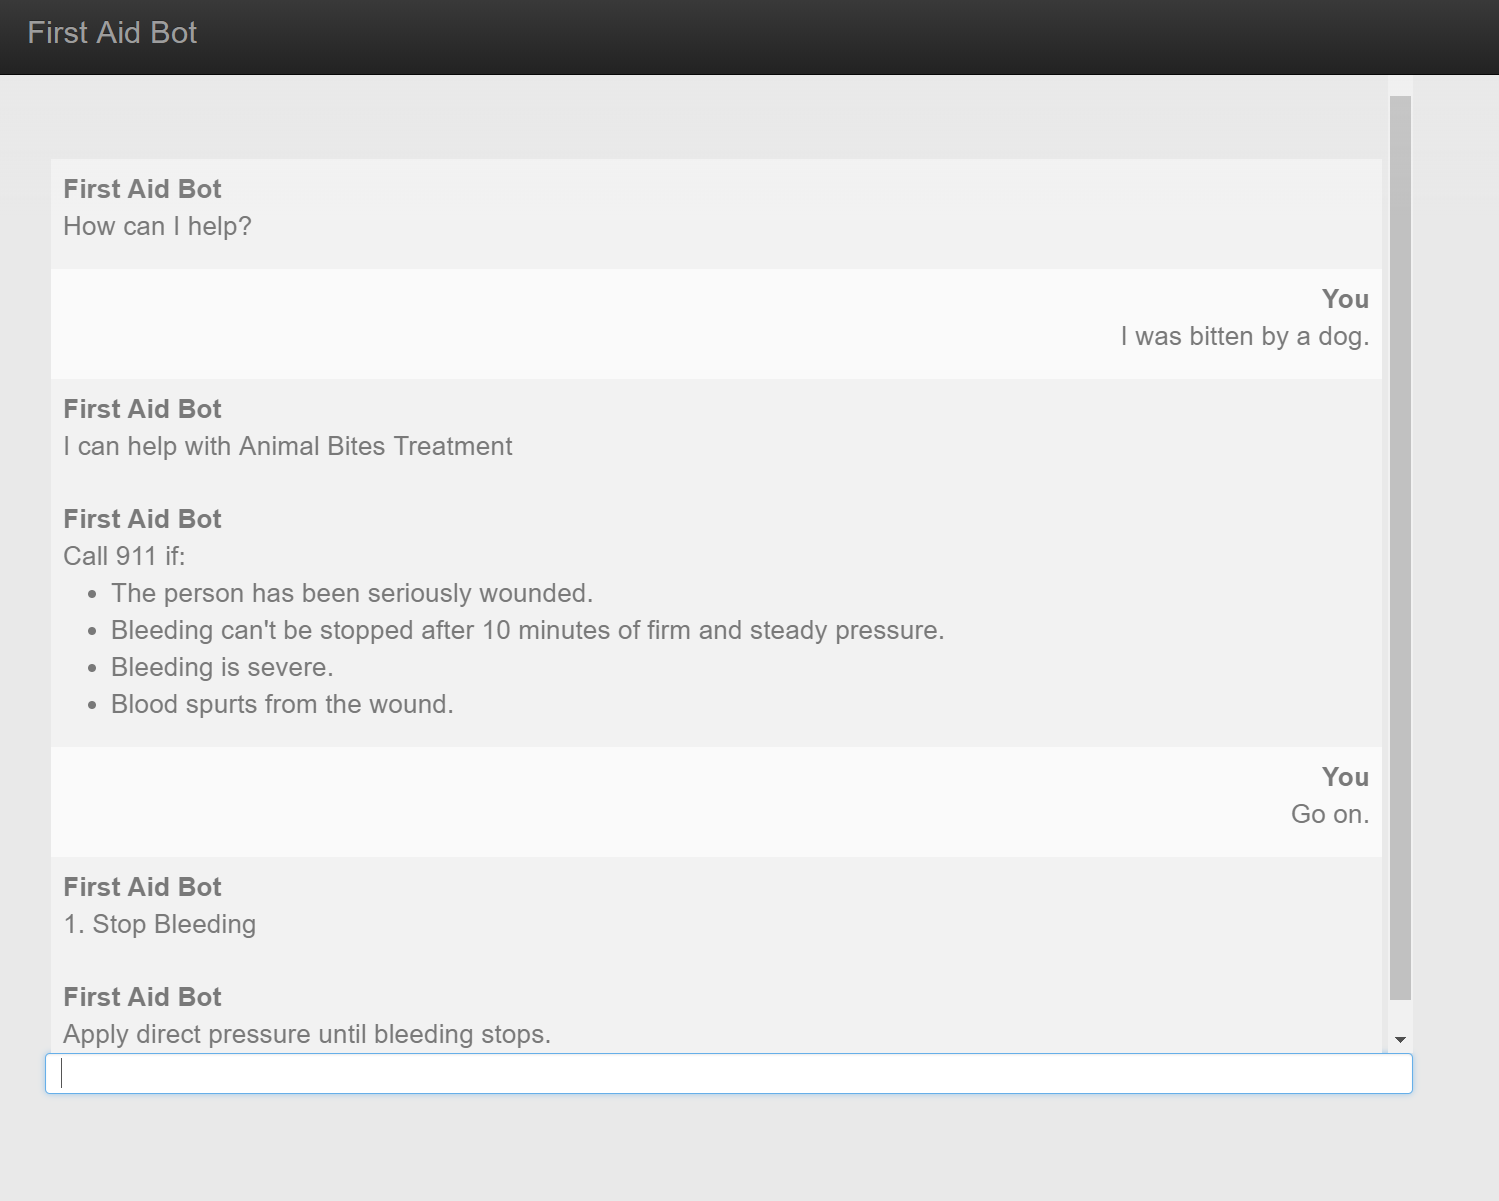 First Aid Bot
First Aid Bot
How can I help?
You
I was bitten by a dog.
First Aid Bot
I can help with Animal Bites Treatment
First Aid Bot
Call 911 if:
• The person has been seriously wounded.
• Bleeding can't be stopped after 10 minutes of firm and steady pressure.
• Bleeding is severe.
• Blood spurts from the wound.
You
Go on.
First Aid Bot
1. Stop Bleeding
First Aid Bot
Apply direct pressure until bleeding stops.